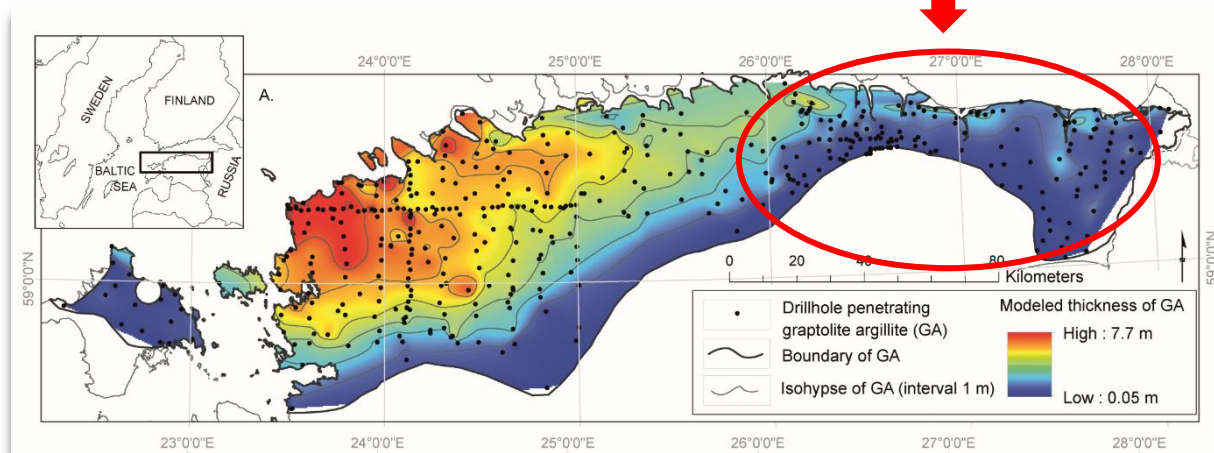 24°0'0"E 25°0'0"E 26°0'0"E 27°0'0"E 28°0'0"E
A.
SWEDEN
FINLAND
BALTIC
SEA
RUSSIA
59°0'0"N
59°0'0"N
0 20 40 80
Kilometers
Drillhole penetrating
graptolite argillite (GA)
Boundary of GA
Isohypse of GA (interval 1 m)
Modeled thickness of GA
High : 7.7 m
Low : 0.05 m
N
23°0'0"E 24°0'0"E 25°0'0"E 26°0'0"E 27°0'0"E 28°0'0"E